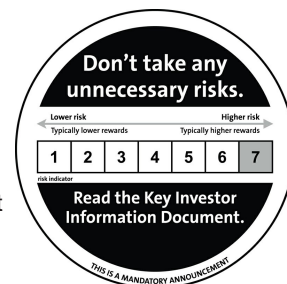 Don't take any
unnecessary risks.
Lower risk Higher risk
Typically lower rewards Typically higher rewards
1 2 3 4 5 6 7
risk indicator
Read the Key Investor
Information Document.
THIS IS A MANDATORY ANNOUNCEMENT
t